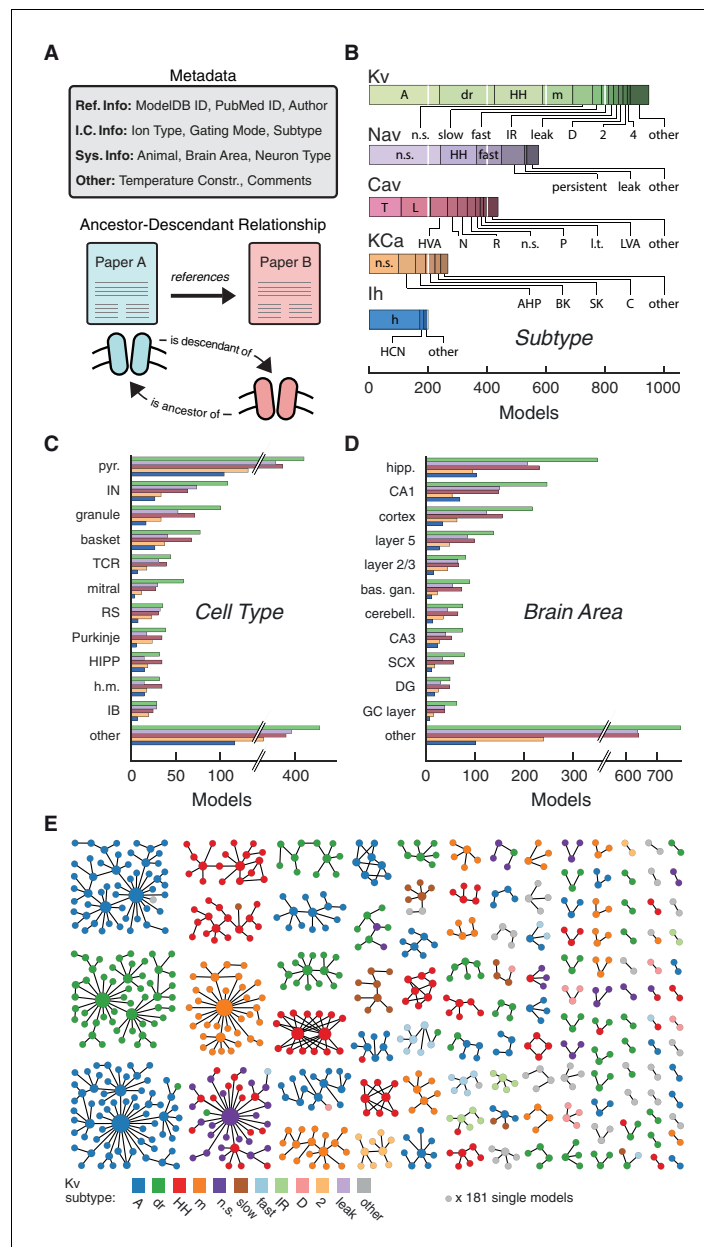 A
Metadata
Ref. Info: ModelDB ID, PubMed ID, Author
I.C. Info: Ion Type, Gating Mode, Subtype
Sys. Info: Animal, Brain Area, Neuron Type
Other: Temperature Constr., Comments
Ancestor-Descendant Relationship
Paper A
references
Paper B
is descendant of
is ancestor of
B
Kv
A dr HH m
n.s. slow fast IR leak D 2 4 other
Nav
n.s. HH fast
persistent leak other
Cav
T L
HVA N R n.s. P l.t. LVA other
KCa
n.s.
AHP BK SK C other
Ih
h
HCN other
Subtype
0 200 400 600 800 1000
Models
C
pyr.
IN
granule
basket
TCR
mitral
RS
Purkinje
HIPP
h.m.
IB
other
Cell Type
0 50 100 400
Models
D
hipp.
CA1
cortex
layer 5
layer 2/3
bas. gan.
cerebell.
CA3
SCX
DG
GC layer
other
Brain Area
0 100 200 300 600 700
Models
E
Kv
subtype:
A dr HH m n.s. slow fast IR D 2 leak other
x 181 single models